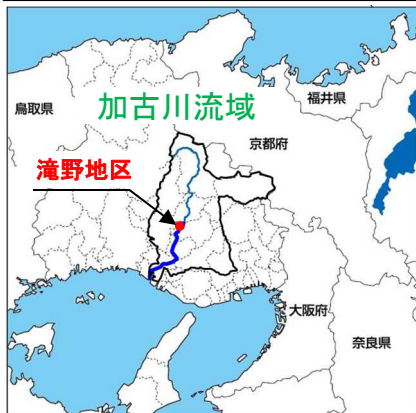 鳥取県
加古川流域
福井県
京都府
滝野地区
大阪府
奈良県